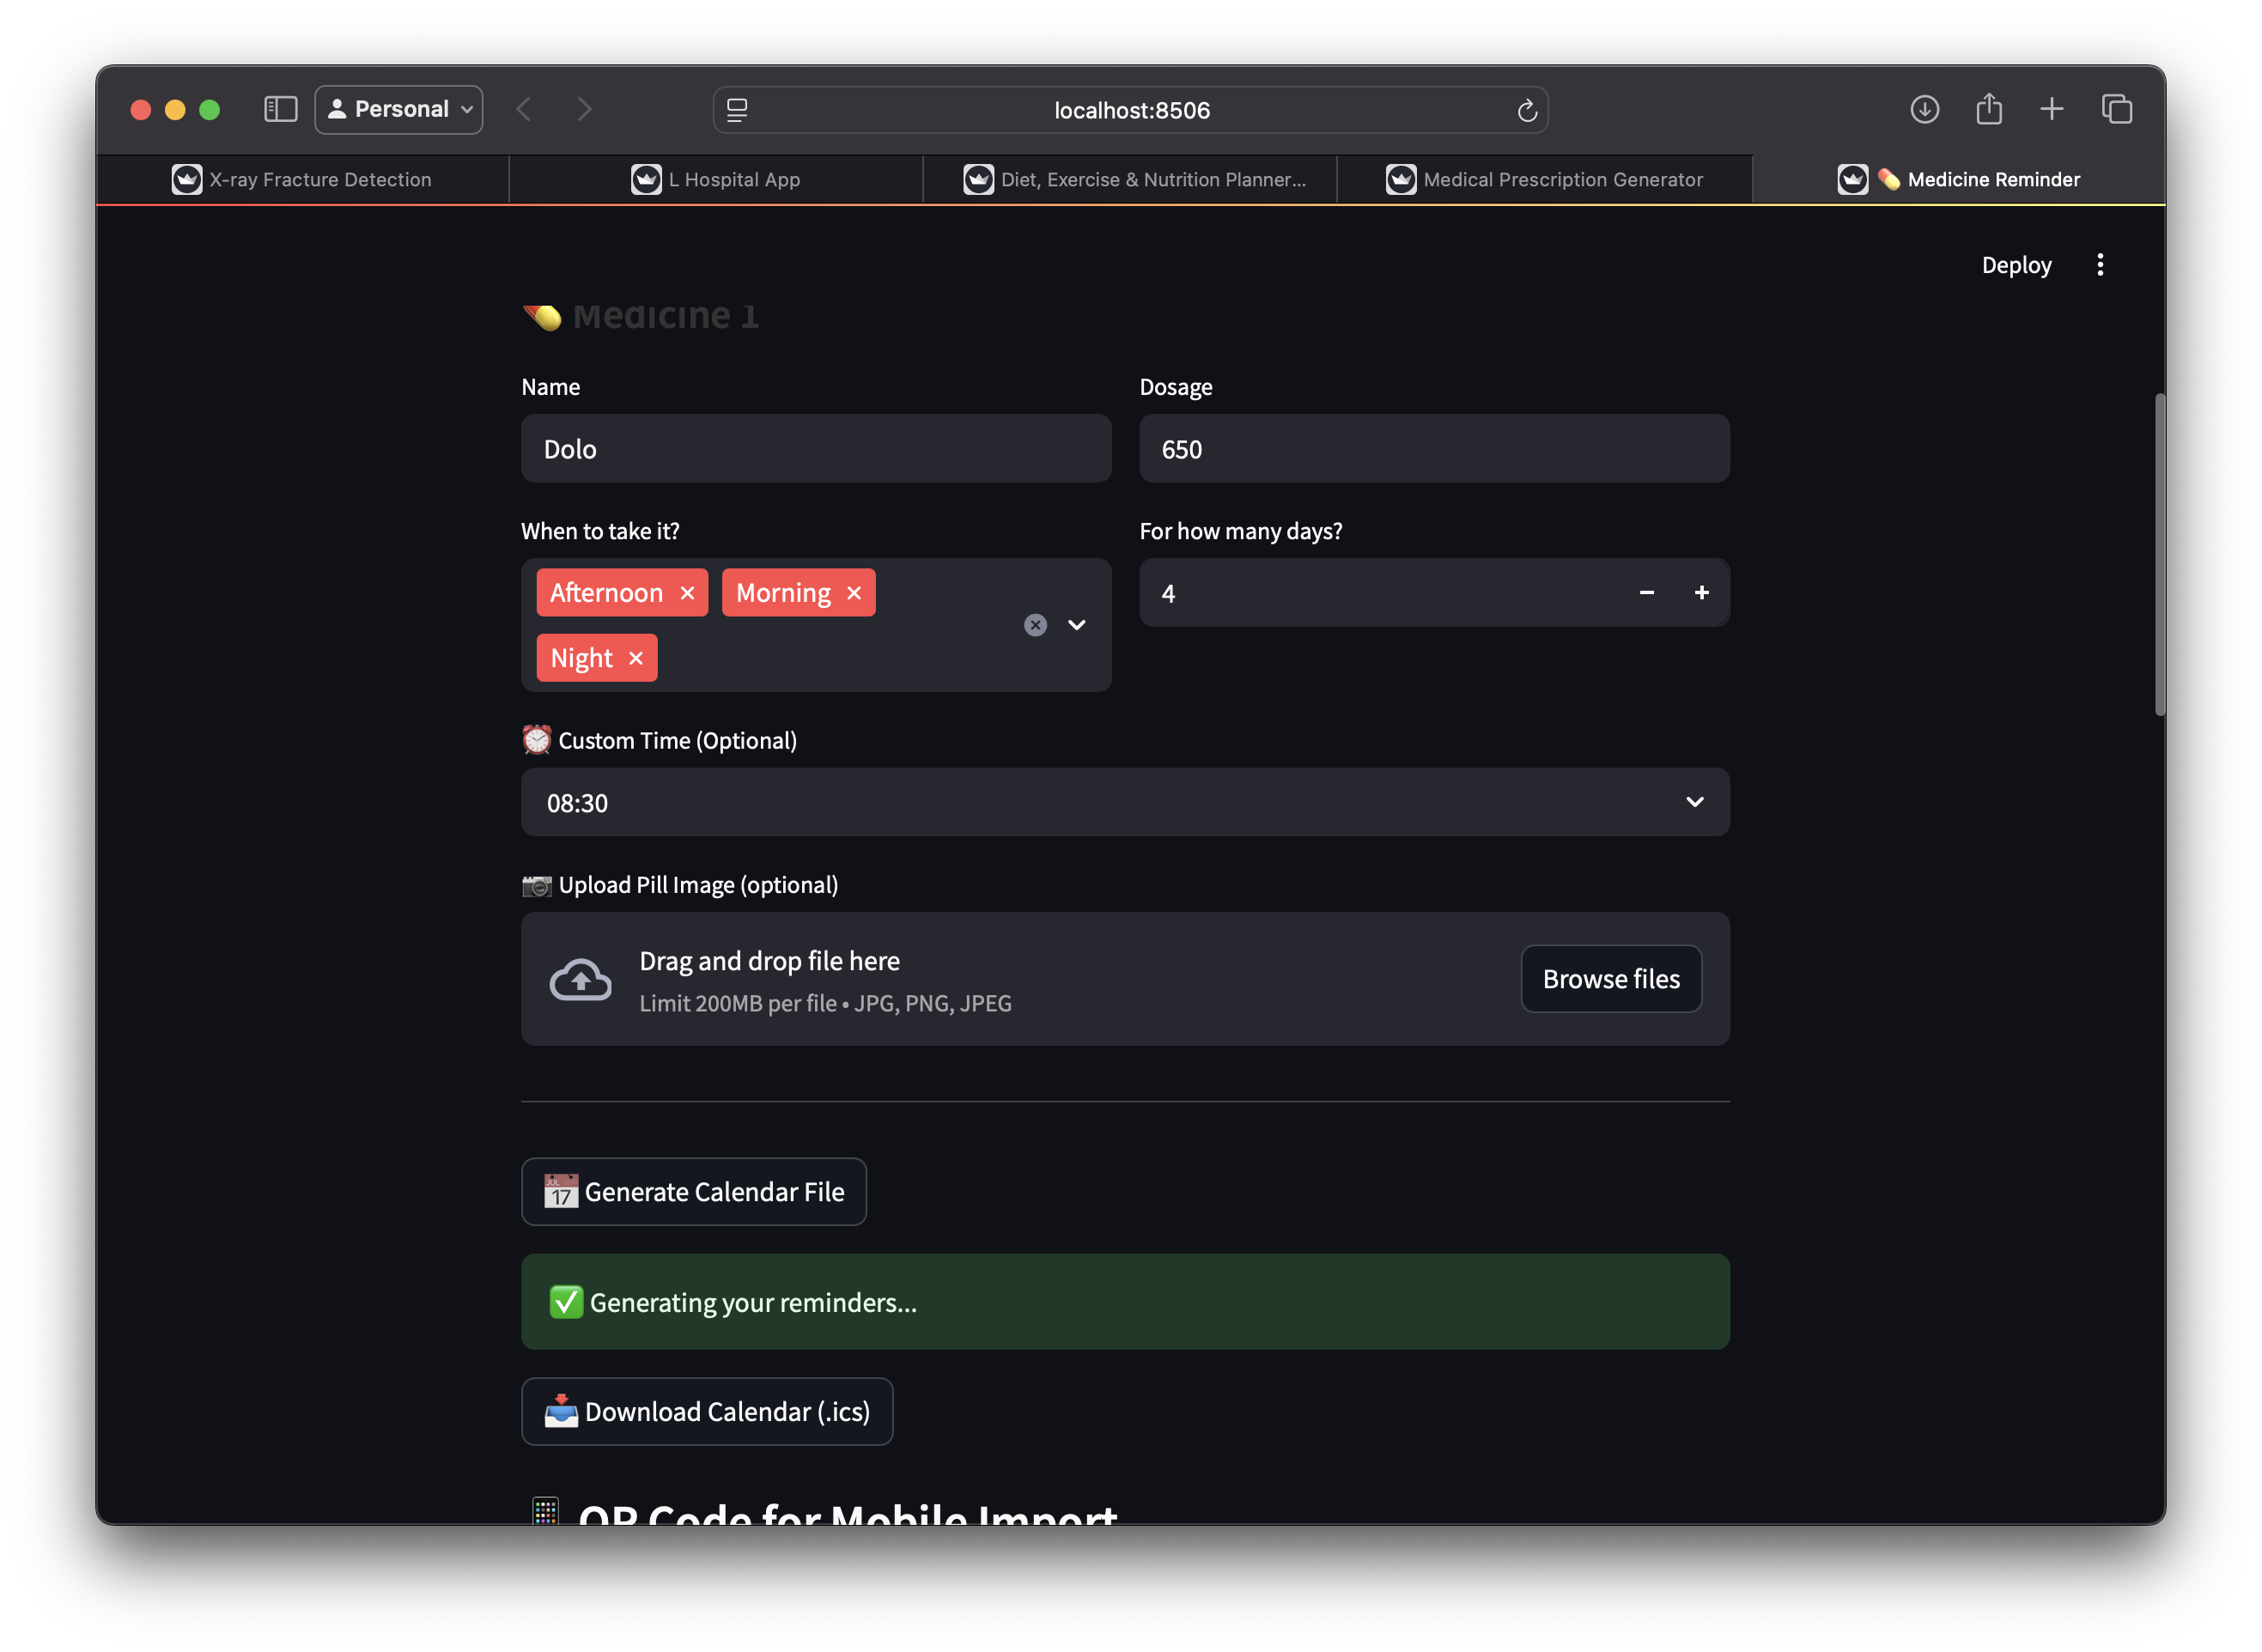 Personal
localhost:8506
X-ray Fracture Detection
L Hospital App
Diet, Exercise & Nutrition Planner...
Medical Prescription Generator
Medicine Reminder
Deploy
Medicine 1
Name
Dosage
Dolo
650
When to take it?
For how many days?
Afternoon
Morning
Night
4
Custom Time (Optional)
08:30
Upload Pill Image (optional)
Drag and drop file here
Limit 200MB per file • JPG, PNG, JPEG
Browse files
JUL
17
Generate Calendar File
Generating your reminders...
Download Calendar (.ics)
QR Code for Mobile Import